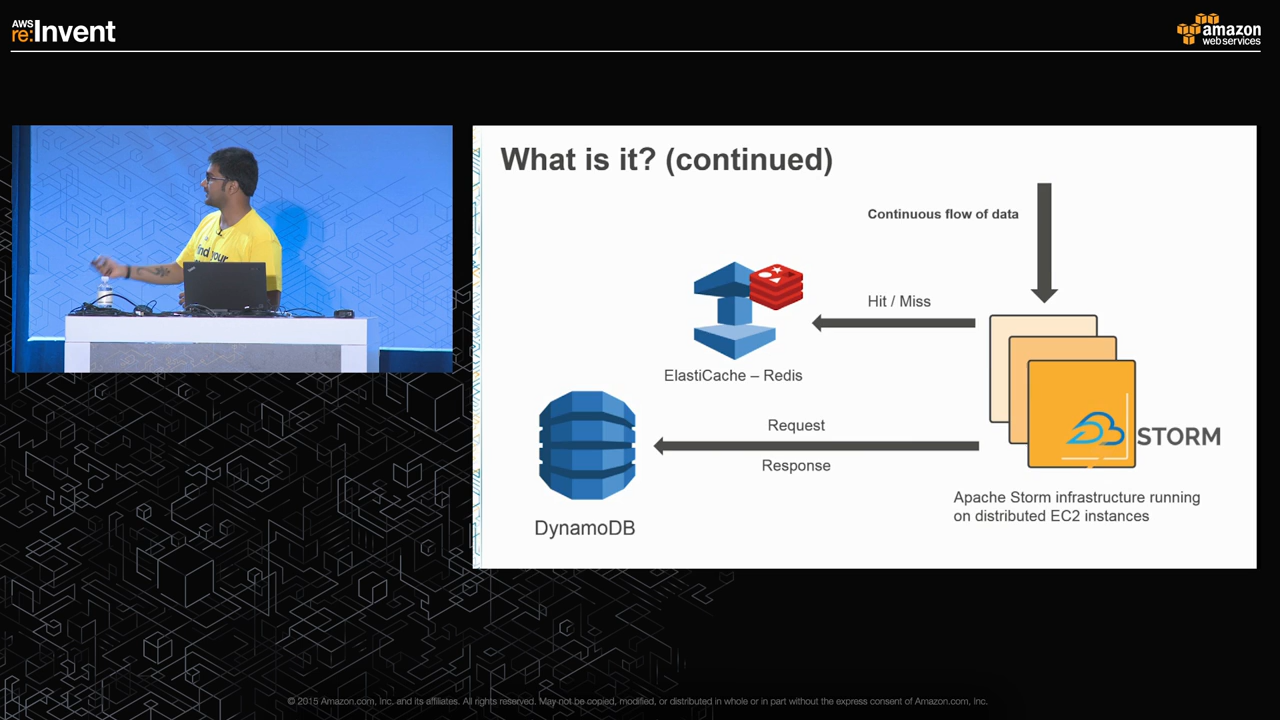 AWS
re:Invent
amazon
web services
find your
What is it? (continued)
Continuous flow of data
Hit / Miss
ElastiCache – Redis
Request
Response
STORM
DynamoDB
Apache Storm infrastructure running
on distributed EC2 instances
© 2015 Amazon.com, Inc. and its affiliates. All rights reserved. May not be copied, modified, or distributed in whole or in part without the express consent of Amazon.com, Inc.